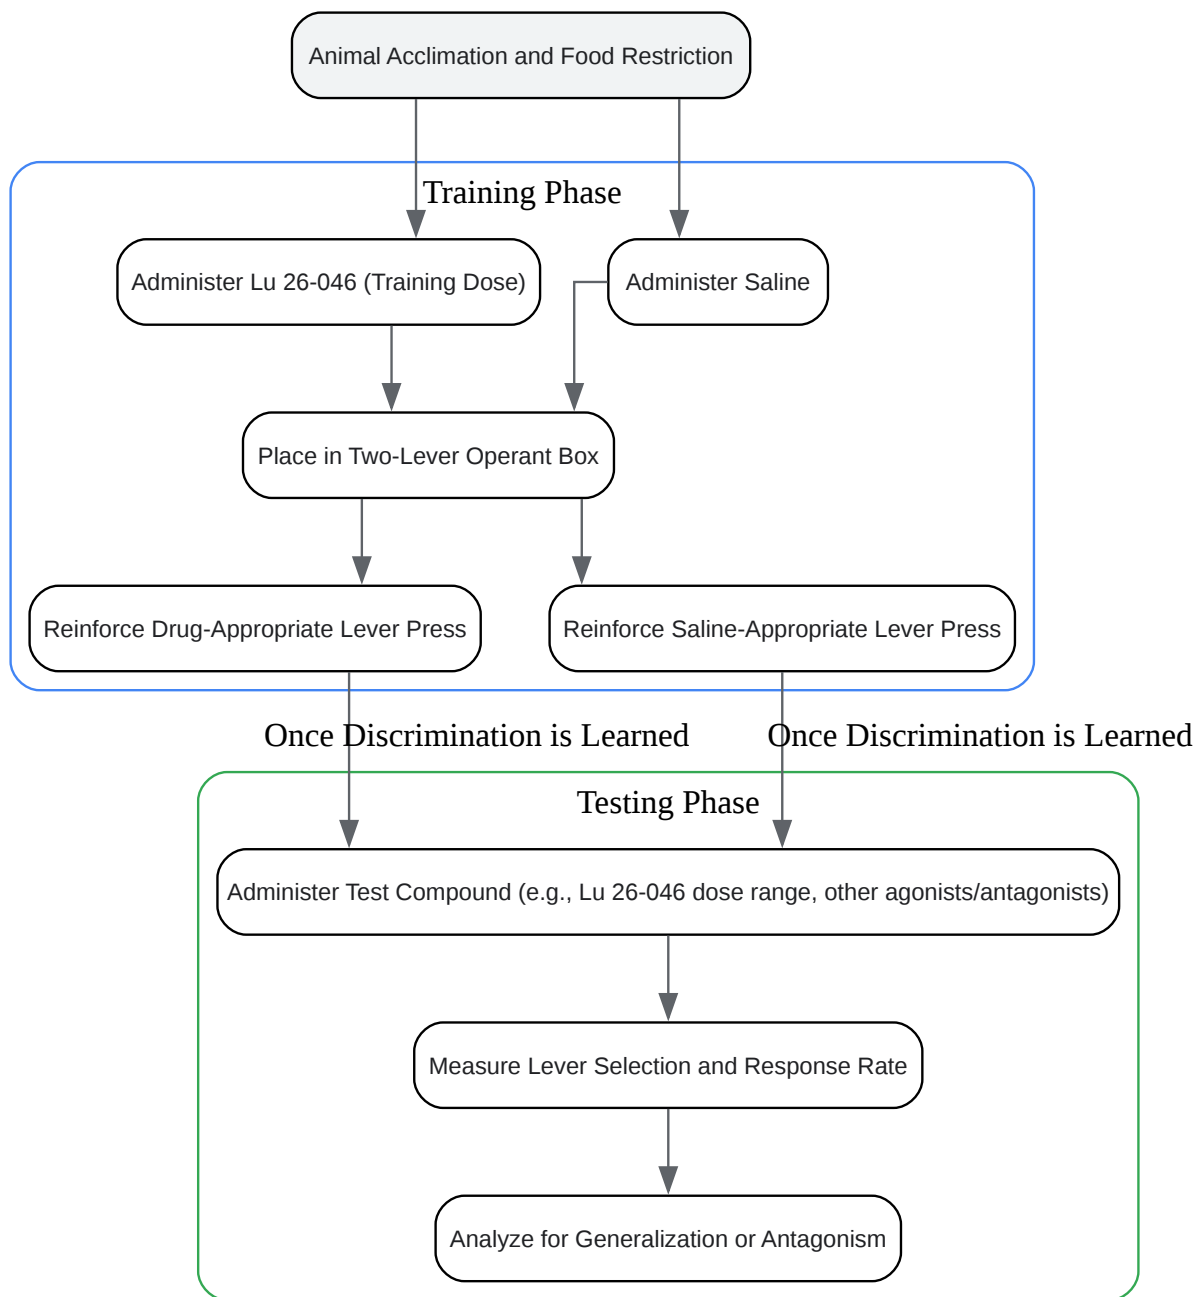 Animal Acclimation and Food Restriction
Training Phase
Administer Lu 26-046 (Training Dose)
Administer Saline
Place in Two-Lever Operant Box
Reinforce Drug-Appropriate Lever Press
Reinforce Saline-Appropriate Lever Press
Once Discrimination is Learned
Once Discrimination is Learned
Testing Phase
Administer Test Compound (e.g., Lu 26-046 dose range, other agonists/antagonists)
Measure Lever Selection and Response Rate
Analyze for Generalization or Antagonism